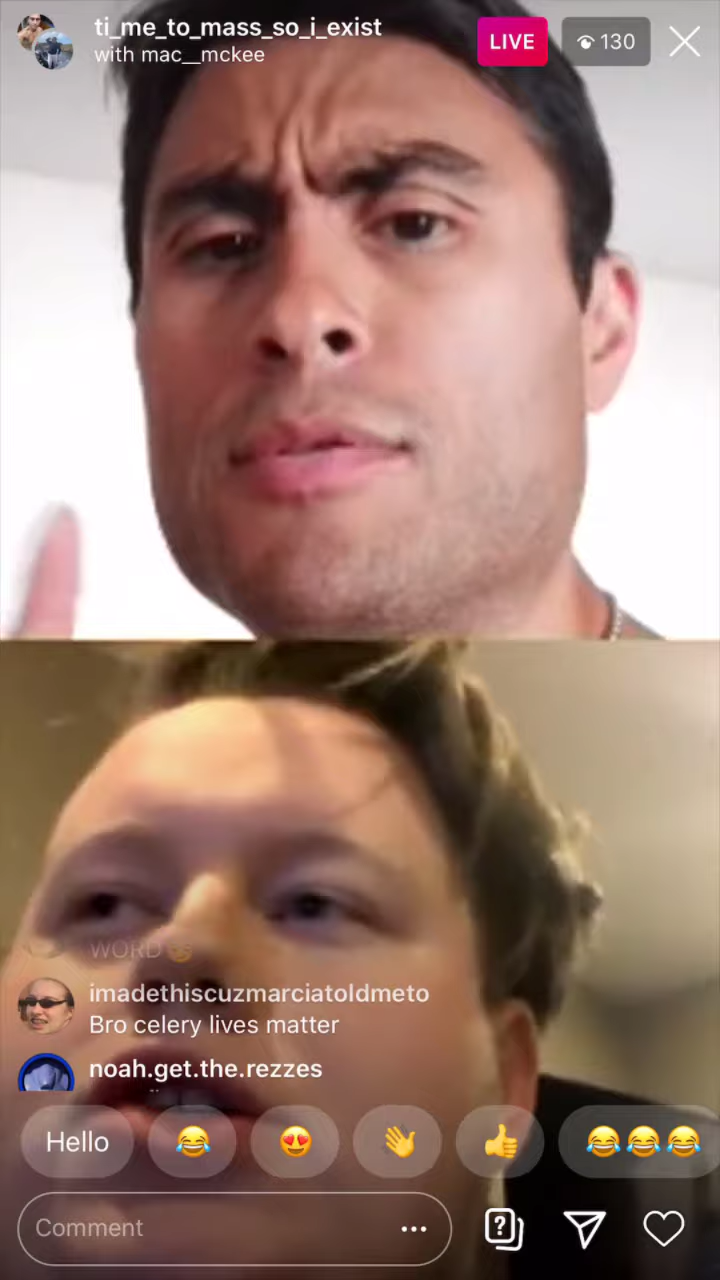 ti_me_to_mass_so_i_exist
with mac__mckee
LIVE
130
WORD
imadethiscuzmarciatoldmeto
Bro celery lives matter
noah.get.the.rezzes
Hello
Comment